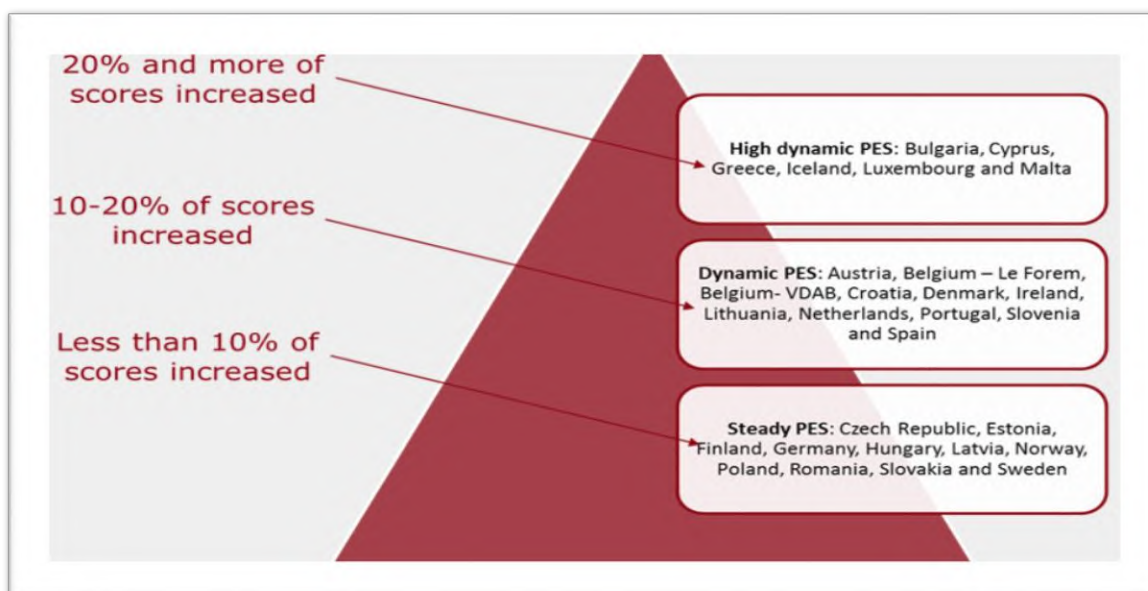 20% and more of
scores increased
High dynamic PES: Bulgaria, Cyprus,
Greece, Iceland, Luxembourg and Malta
10-20% of scores
increased
Dynamic PES: Austria, Belgium – Le Forem,
Belgium- VDAB, Croatia, Denmark, Ireland,
Lithuania, Netherlands, Portugal, Slovenia
and Spain
Less than 10% of
scores increased
Steady PES: Czech Republic, Estonia,
Finland, Germany, Hungary, Latvia, Norway,
Poland, Romania, Slovakia and Sweden